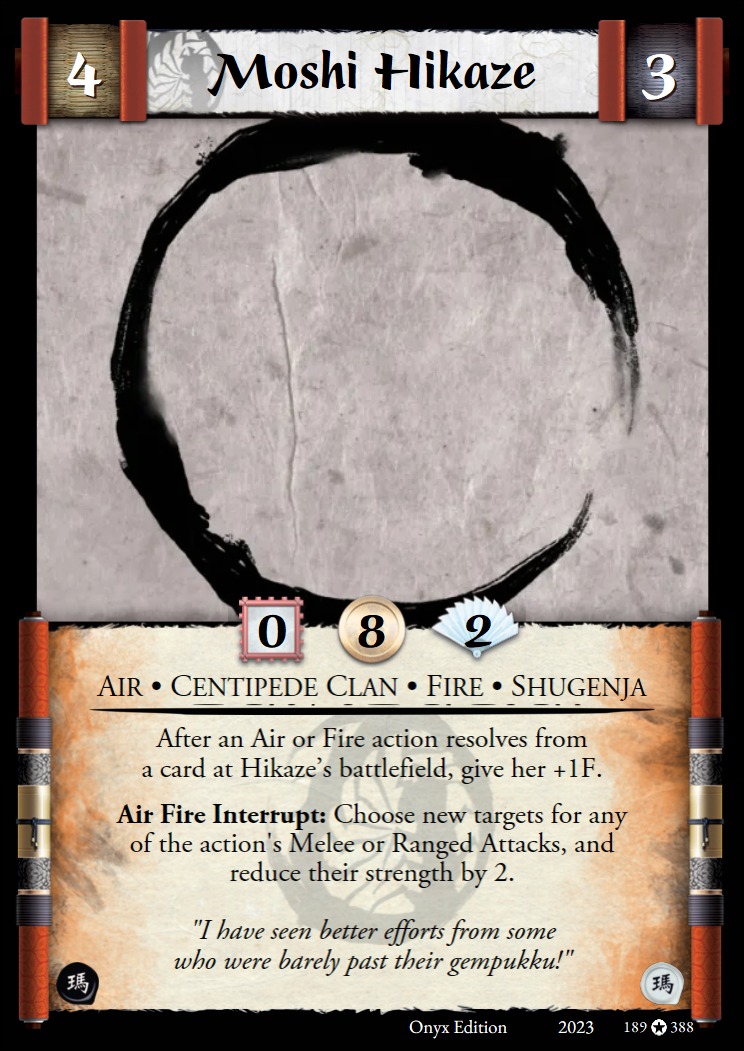 4
Moshi Hikaze
3
0
8
2
AIR • CENTIPEDE CLAN • FIRE • SHUGENJA
After an Air or Fire action resolves from
a card at Hikaze's battlefield, give her +1F.
Air Fire Interrupt: Choose new targets for any
of the action's Melee or Ranged Attacks, and
reduce their strength by 2.
"I have seen better efforts from some
who were barely past their gempukku!"
瑪
瑪
Onyx Edition 2023 189 ✪ 388